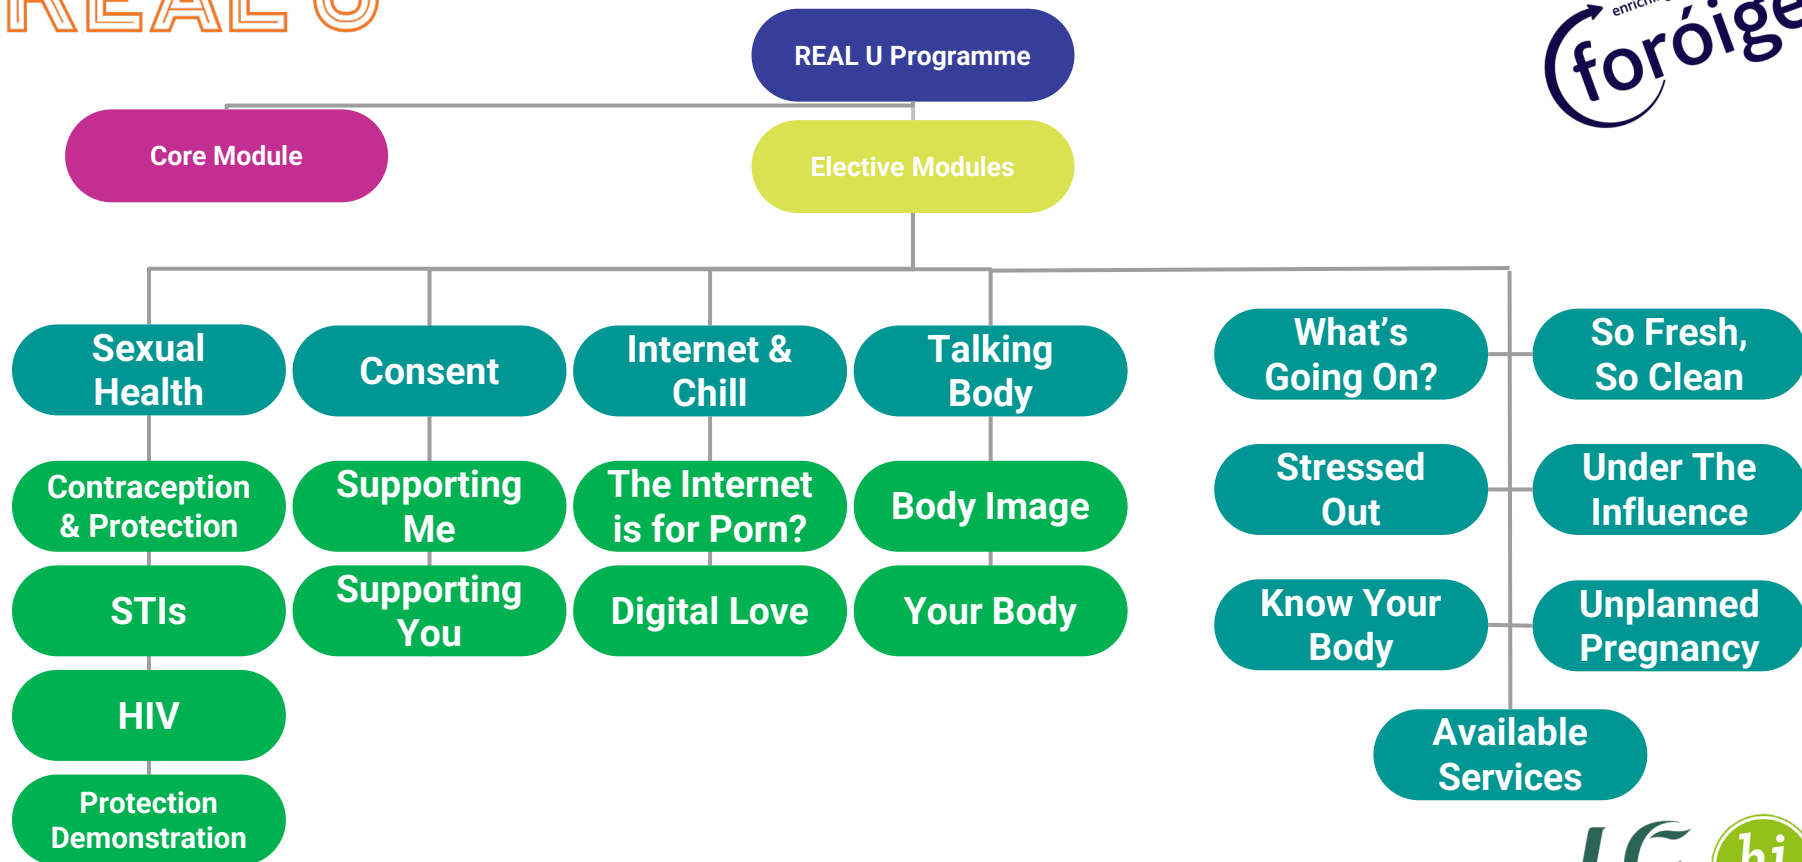 REAL U
enriching
foróige
REAL U Programme
Core Module
Elective Modules
Sexual
Health
Consent
Internet &
Chill
Talking
Body
What’s
Going On?
So Fresh,
So Clean
Contraception
& Protection
Supporting
Me
The Internet
is for Porn?
Body Image
Stressed
Out
Under The
Influence
STIs
Supporting
You
Digital Love
Your Body
Know Your
Body
Unplanned
Pregnancy
HIV
Available
Services
Protection
Demonstration
hi